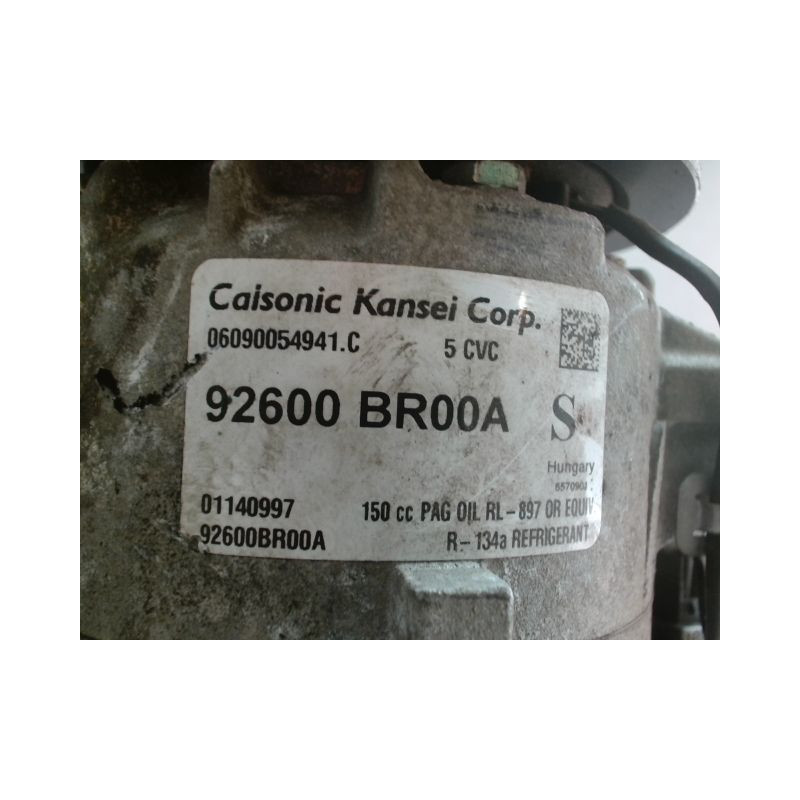 Calsonic Kansei Corp.
06090054941.C 5 CVC
92600 BR00A S
Hungary
01140997 150 cc PAG OIL RL-897 OR EQUIV
92600BR00A R-134a REFRIGERANT